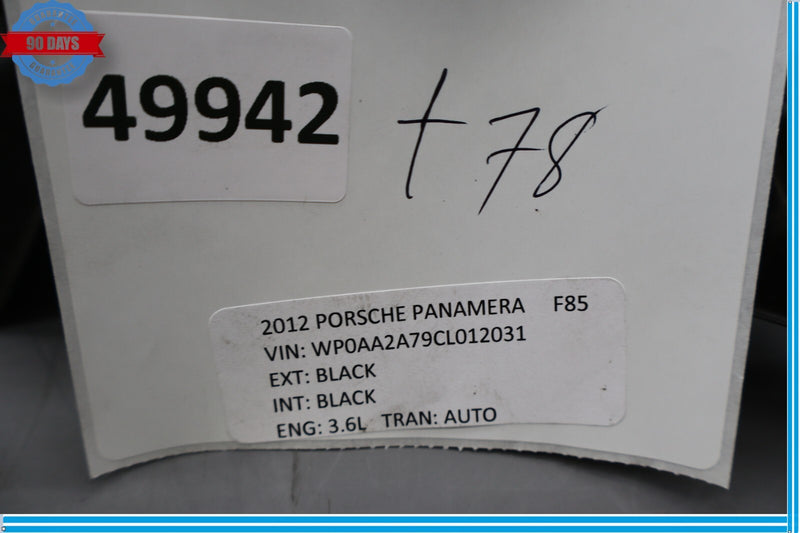 90 DAYS
49942
t 78
2012 PORSCHE PANAMERA F85
VIN: WP0AA2A79CL012031
EXT: BLACK
INT: BLACK
ENG: 3.6L TRAN: AUTO